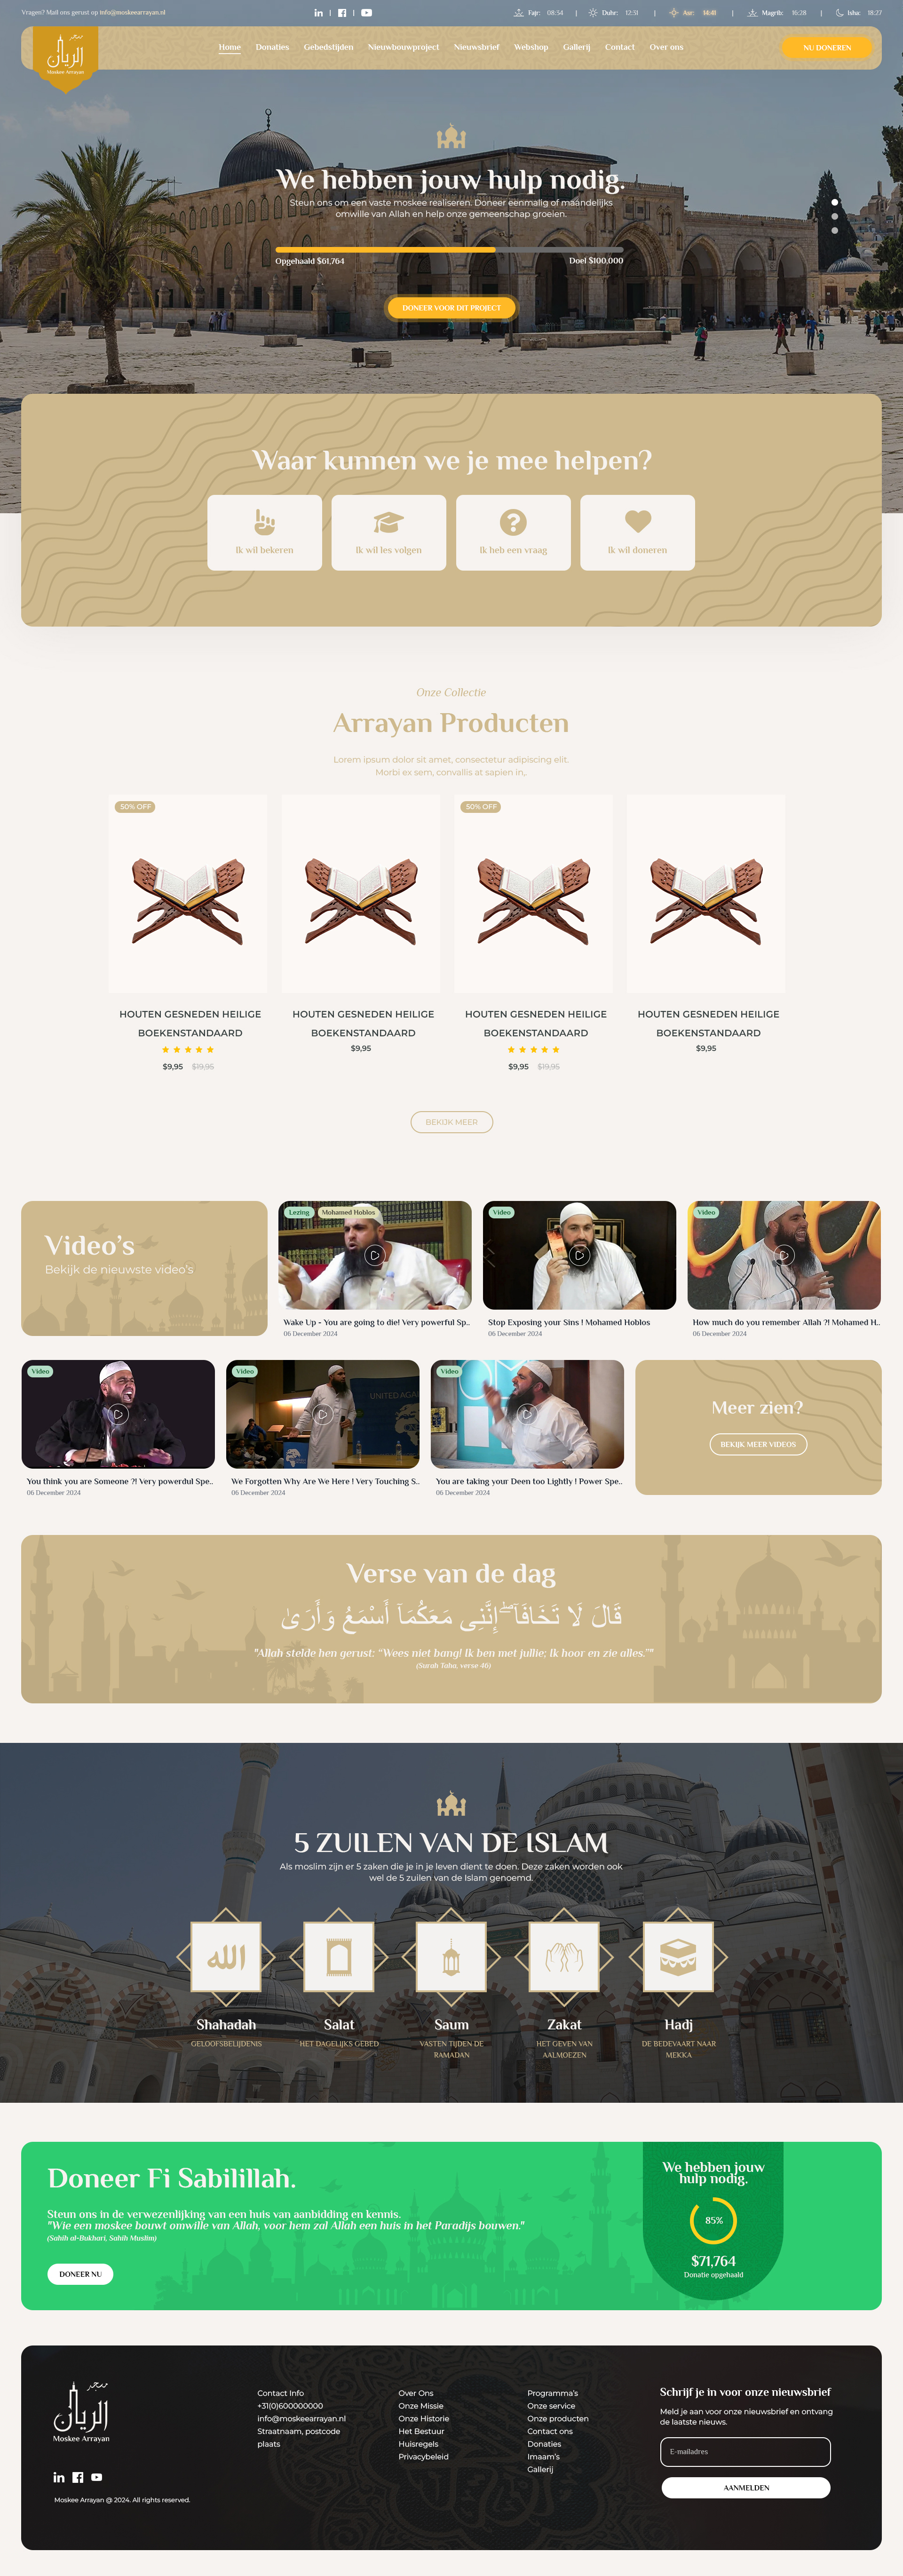 Vragen? Mail ons gerust op info@moskeearrayan.nl
Fajr: 08:54 | Duhr: 12:31 | Asr: 14:41 | Magrib: 16:28 | Isha: 18:27
الريان
Moskee Arrayan
Home Donaties Gebedstijden Nieuwbouwproject Nieuwsbrief Webshop Gallerij Contact Over ons
NU DONEREN
We hebben jouw hulp nodig.
Steun ons om een vaste moskee realiseren. Doneer eenmalig of maandelijks
omwille van Allah en help onze gemeenschap groeien.
Opgehaald $61,764 Doel $100,000
DONEER VOOR DIT PROJECT
Waar kunnen we je mee helpen?
Ik wil bekeren Ik wil les volgen Ik heb een vraag Ik wil doneren
Onze Collectie
Arrayan Producten
Lorem ipsum dolor sit amet, consectetur adipiscing elit.
Morbi ex sem, convallis at sapien in,.
50% OFF 50% OFF
HOUTEN GESNEDEN HEILIGE
BOEKENSTANDAARD
$9,95 $19,95
HOUTEN GESNEDEN HEILIGE
BOEKENSTANDAARD
$9,95
HOUTEN GESNEDEN HEILIGE
BOEKENSTANDAARD
$9,95 $19,95
HOUTEN GESNEDEN HEILIGE
BOEKENSTANDAARD
$9,95
BEKIJK MEER
Video's
Bekijk de nieuwste video's
Lezing Mohamed Hoblos
Wake Up - You are going to die! Very powerful Sp..
06 December 2024
Video
Stop Exposing your Sins ! Mohamed Hoblos
06 December 2024
Video
How much do you remember Allah ?! Mohamed H..
06 December 2024
Video
You think you are Someone ?! Very powerdul Spe..
06 December 2024
Video
UNITED AGAI
We Forgotten Why Are We Here ! Very Touching S..
06 December 2024
Video
You are taking your Deen too Lightly ! Power Spe..
06 December 2024
Meer zien?
BEKIJK MEER VIDEOS
Verse van de dag
قَالَ لَا تَخَافَآ ۖ إِنَّنِى مَعَكُمَآ أَسْمَعُ وَأَرَىٰ
"Allah stelde hen gerust: "Wees niet bang! Ik ben met jullie; Ik hoor en zie alles.""
(Surah Taha, verse 46)
5 ZUILEN VAN DE ISLAM
Als moslim zijn er 5 zaken die je in je leven dient te doen. Deze zaken worden ook
wel de 5 zuilen van de Islam genoemd.
الله
Shahadah
GELOOFSBELIJDENIS
Salat
HET DAGELIJKS GEBED
Saum
VASTEN TIJDEN DE
RAMADAN
Zakat
HET GEVEN VAN
AALMOEZEN
Hadj
DE BEDEVAART NAAR
MEKKA
Doneer Fi Sabilillah.
Steun ons in de verwezenlijking van een huis van aanbidding en kennis.
"Wie een moskee bouwt omwille van Allah, voor hem zal Allah een huis in het Paradijs bouwen."
(Sahih al-Bukhari, Sahih Muslim)
DONEER NU
We hebben jouw
hulp nodig.
85%
$71,764
Donatie opgehaald
الريان
Moskee Arrayan
Moskee Arrayan @ 2024. All rights reserved.
Contact Info
+31(0)600000000
info@moskeearrayan.nl
Straatnaam, postcode
plaats
Over Ons
Onze Missie
Onze Historie
Het Bestuur
Huisregels
Privacybeleid
Programma's
Onze service
Onze producten
Contact ons
Donaties
Imaam's
Gallerij
Schrijf je in voor onze nieuwsbrief
Meld je aan voor onze nieuwsbrief en ontvang
de laatste nieuws.
E-mailadres
AANMELDEN